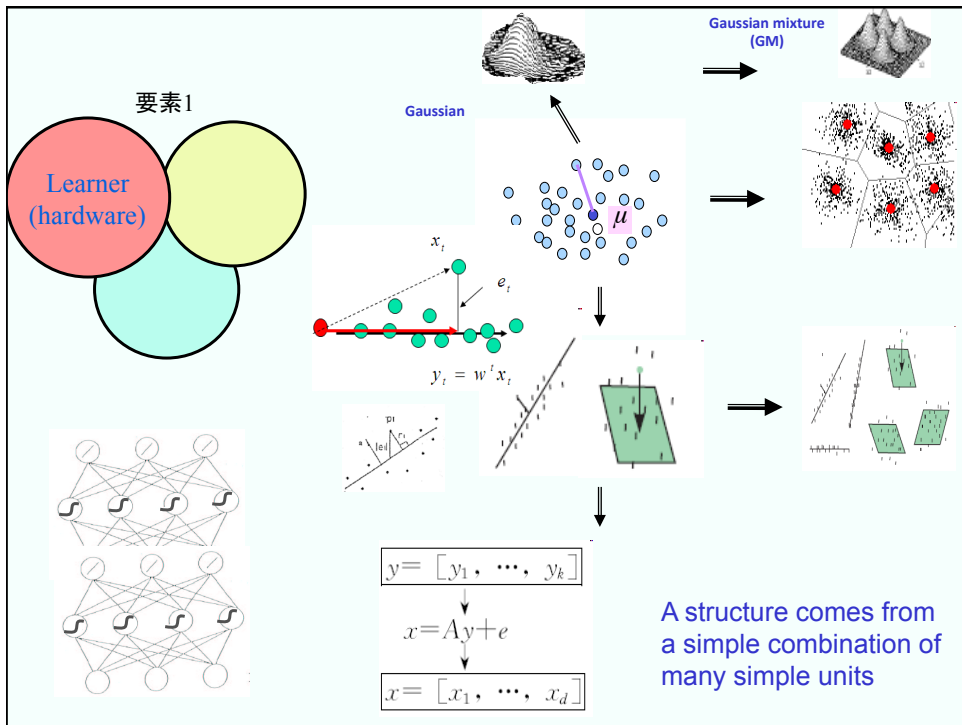 Gaussian mixture
(GM)
要素1
Gaussian
Learner
(hardware)
μ
x_t
e_t
y_t = w^t x_t
y = [y_1, ⋯, y_k]
x = Ay + e
x = [x_1, ⋯, x_d]
A structure comes from
a simple combination of
many simple units